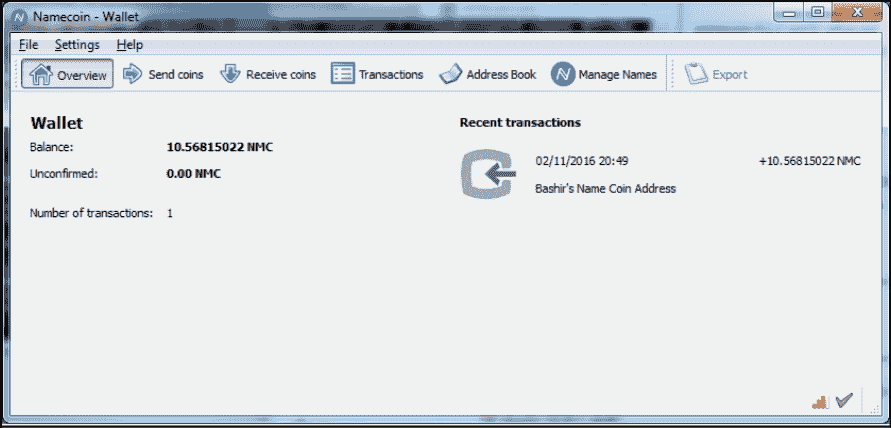 Namecoin - Wallet
File Settings Help
Overview Send coins Receive coins Transactions Address Book Manage Names Export
Wallet
Balance: 10.56815022 NMC
Unconfirmed: 0.00 NMC
Number of transactions: 1
Recent transactions
02/11/2016 20:49 +10.56815022 NMC
Bashir's Name Coin Address